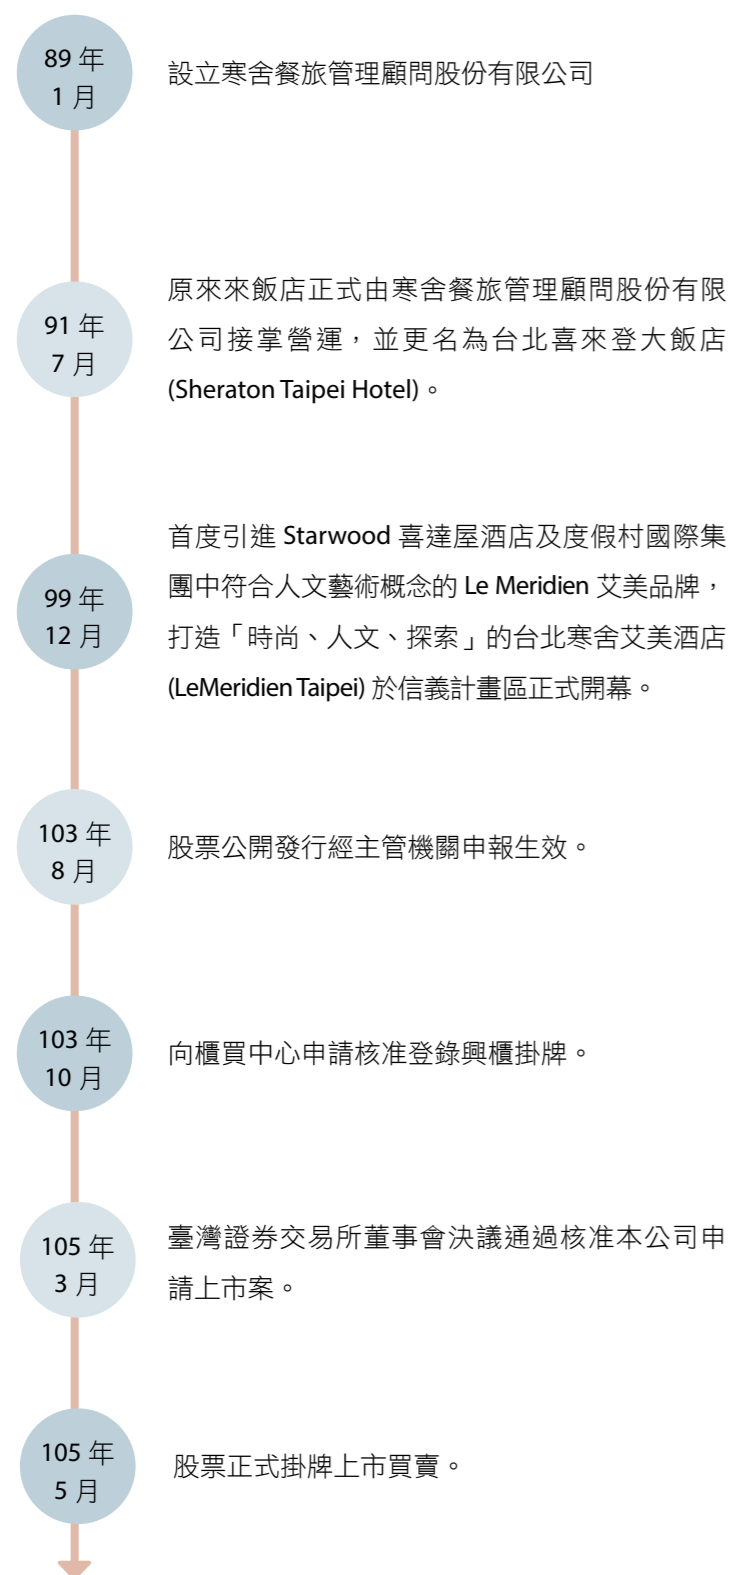 89 年
1 月
設立寒舍餐旅管理顧問股份有限公司
91 年
7 月
原來來飯店正式由寒舍餐旅管理顧問股份有限
公司接掌營運，並更名為台北喜來登大飯店
(Sheraton Taipei Hotel)。
99 年
12 月
首度引進 Starwood 喜達屋酒店及度假村國際集
團中符合人文藝術概念的 Le Meridien 艾美品牌，
打造「時尚、人文、探索」的台北寒舍艾美酒店
(LeMeridien Taipei) 於信義計畫區正式開幕。
103 年
8 月
股票公開發行經主管機關申報生效。
103 年
10 月
向櫃買中心申請核准登錄興櫃掛牌。
105 年
3 月
臺灣證券交易所董事會決議通過核准本公司申
請上市案。
105 年
5 月
股票正式掛牌上市買賣。